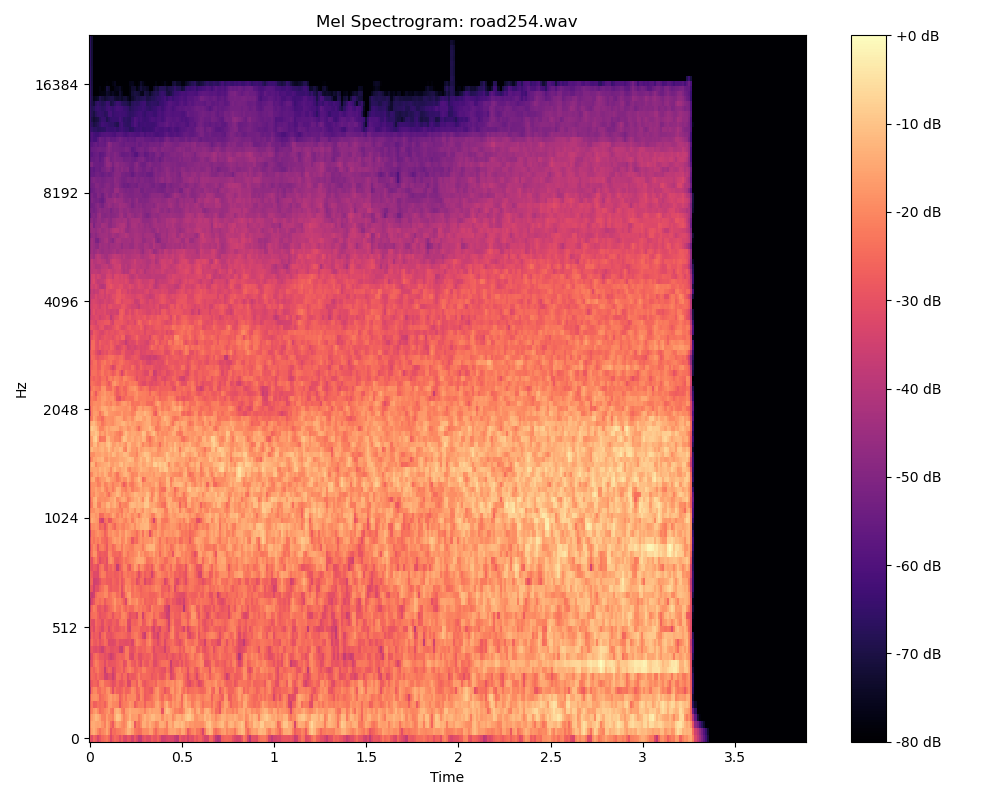 Mel Spectrogram: road254.wav
Hz
16384
8192
4096
2048
1024
512
0
0 0.5 1 1.5 2 2.5 3 3.5
Time
+0 dB
-10 dB
-20 dB
-30 dB
-40 dB
-50 dB
-60 dB
-70 dB
-80 dB